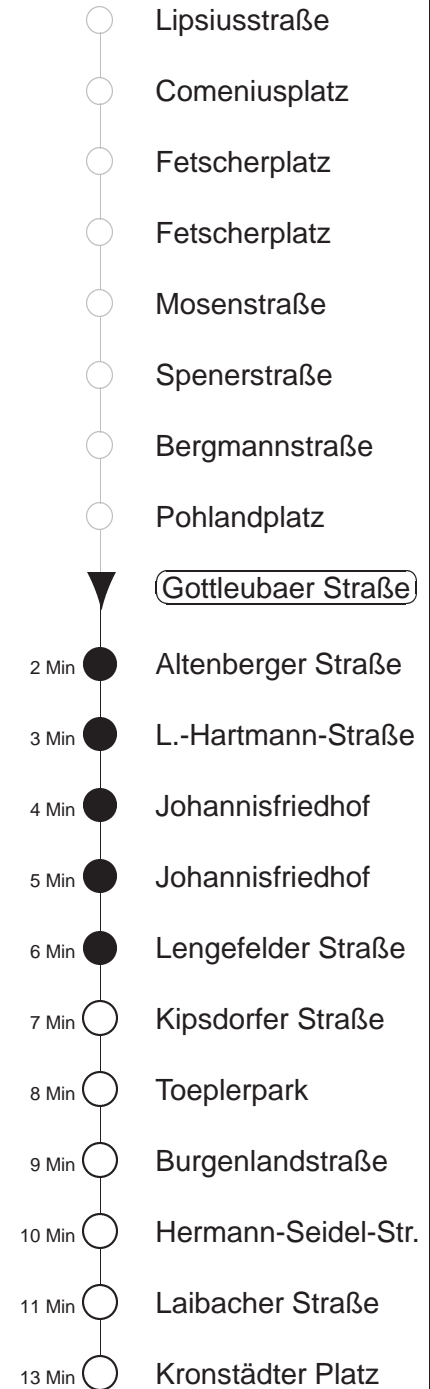 Lipsiusstraße
Comeniusplatz
Fetscherplatz
Fetscherplatz
Mosenstraße
Spenerstraße
Bergmannstraße
Pohlandplatz
Gottleubaer Straße
2 Min Altenberger Straße
3 Min L.-Hartmann-Straße
4 Min Johannisfriedhof
5 Min Johannisfriedhof
6 Min Lengefelder Straße
7 Min Kipsdorfer Straße
8 Min Toeplerpark
9 Min Burgenlandstraße
10 Min Hermann-Seidel-Str.
11 Min Laibacher Straße
13 Min Kronstädter Platz